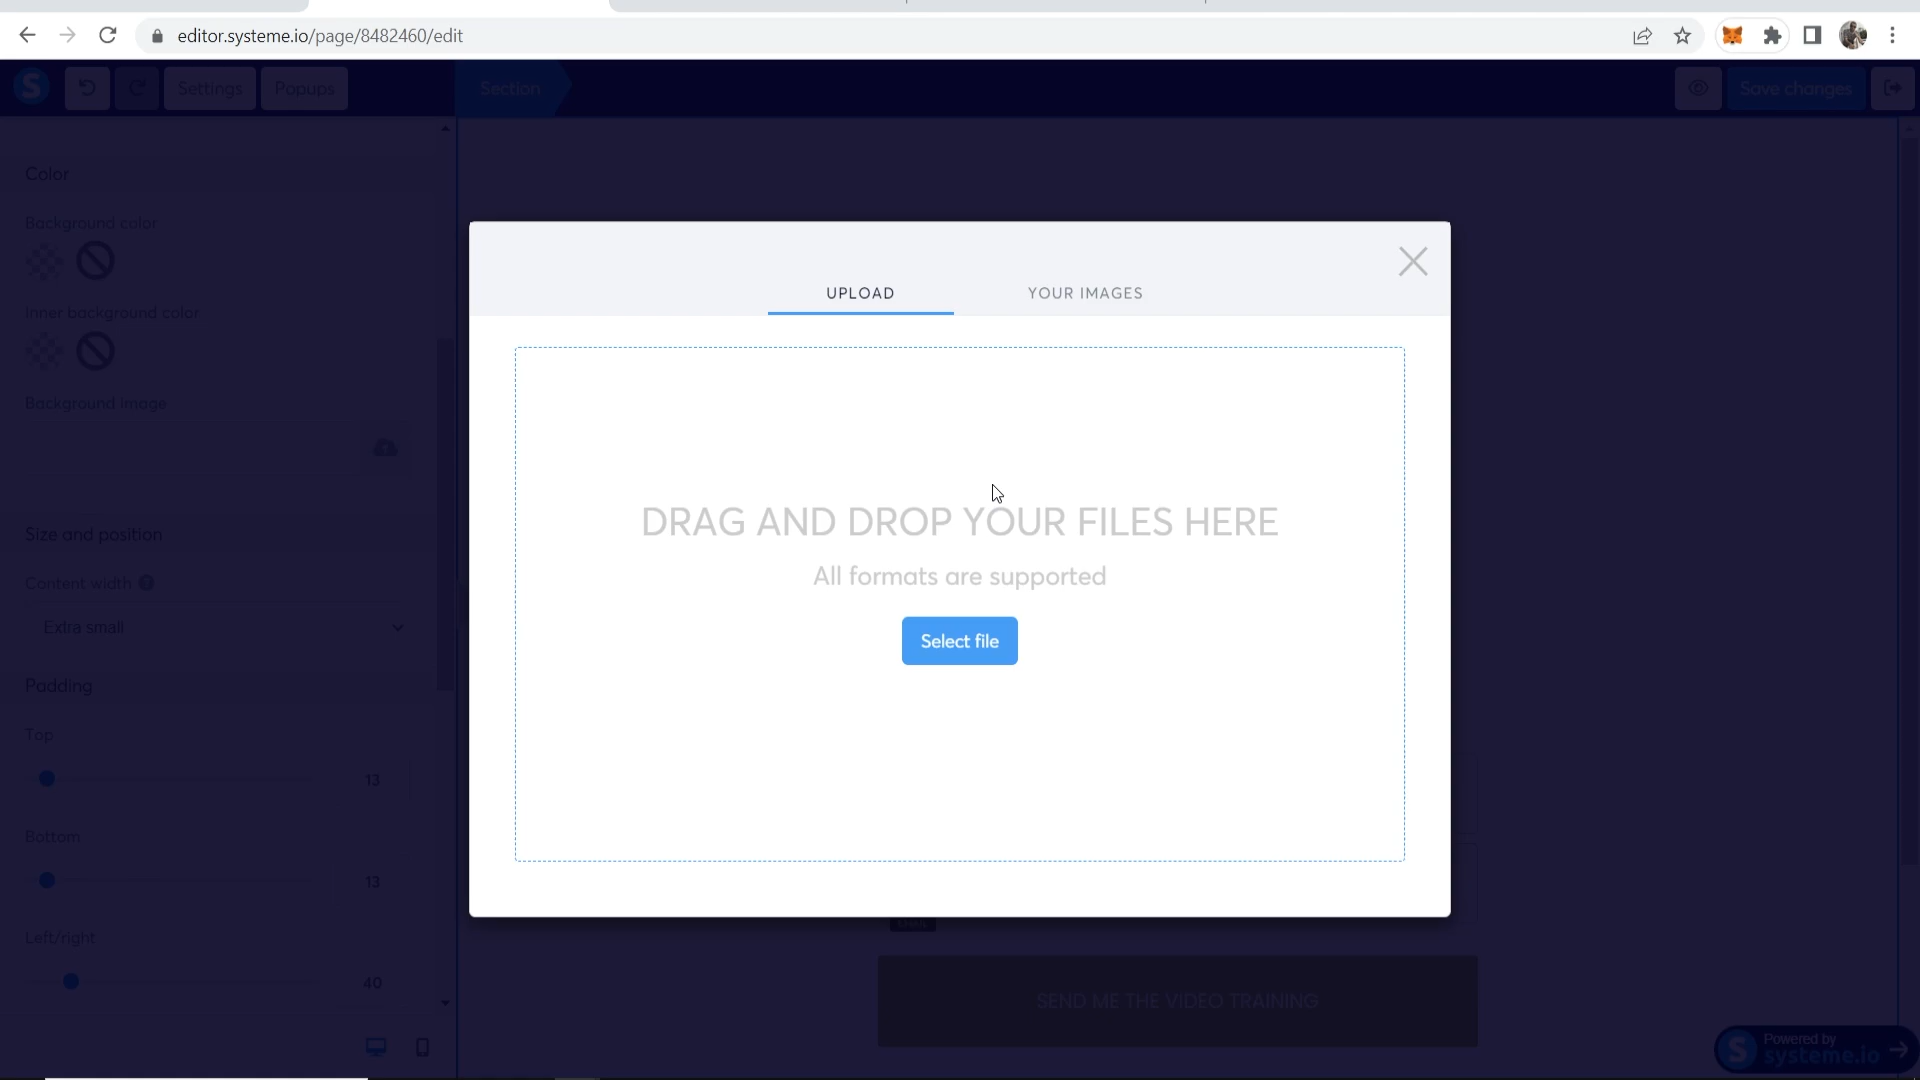 editor.systeme.io/page/8482460/edit
S
Settings
Popups
Section
Save changes
Color
Background color
Inner background color
Background image
Size and position
Content width
Extra small
Padding
Top
13
Bottom
13
Left/right
40
UPLOAD
YOUR IMAGES
DRAG AND DROP YOUR FILES HERE
All formats are supported
Select file
SEND ME THE VIDEO TRAINING
S
Powered by
systeme.io